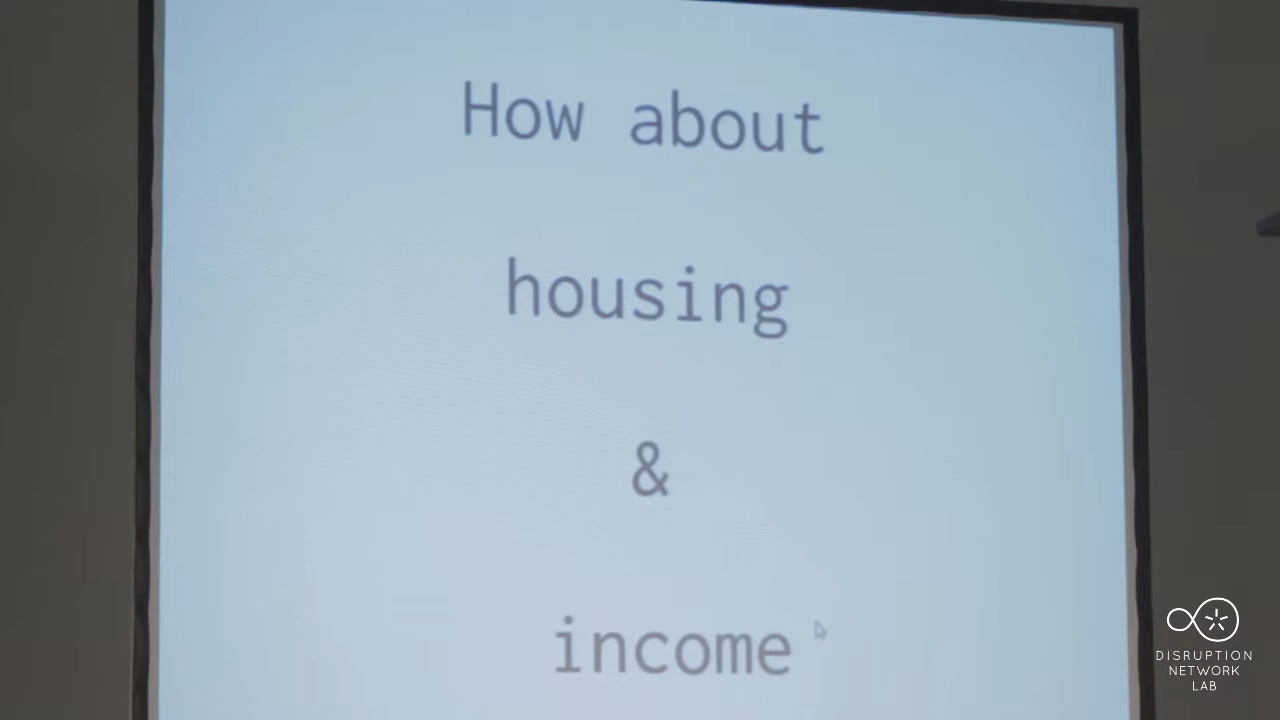 How about
housing
&
income
DISRUPTION
NETWORK
LAB